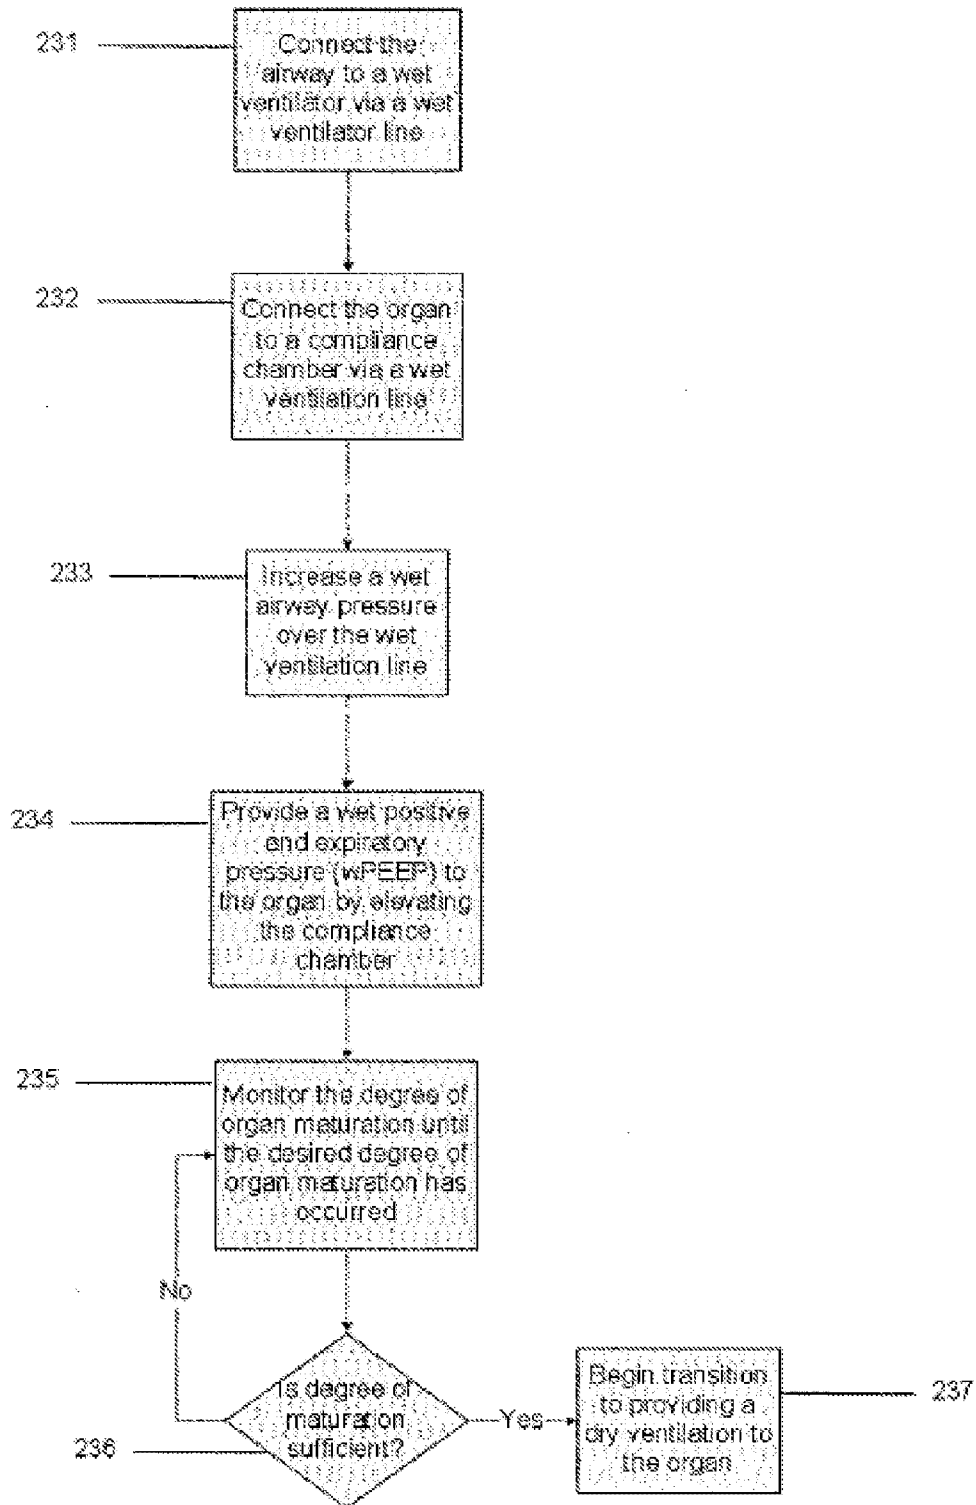 231
Connect the
airway to a wet
ventilator via a wet
ventilator line
232
Connect the organ
to a compliance
chamber via a wet
ventilation line
233
Increase a wet
airway pressure
over the wet
ventilation line
234
Provide a wet positive
and expiratory
pressure (wPEEP) to
the organ by elevating
the compliance
chamber
235
Monitor the degree of
organ maturation until
the desired degree of
organ maturation has
occurred
No
Is degree of
maturation
sufficient?
236
Yes
Begin transition
to providing a
dry ventilation to
the organ
237